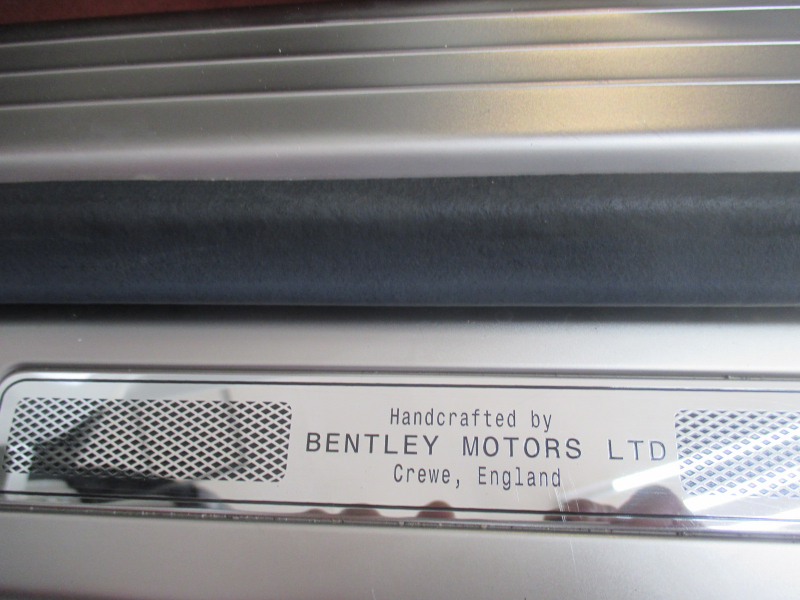 Handcrafted by
BENTLEY MOTORS LTD
Crewe, England